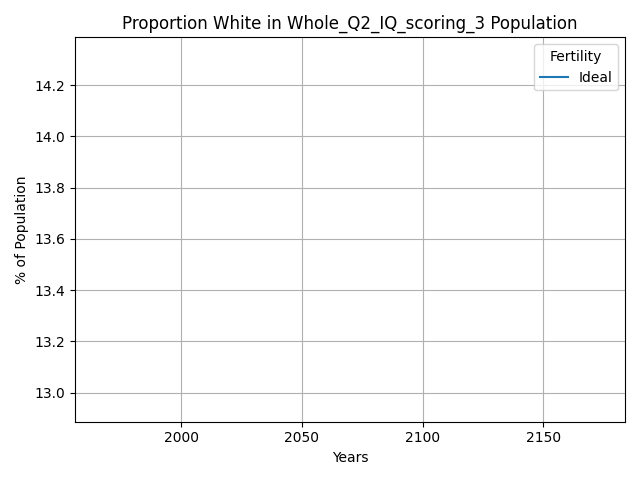 Proportion White in Whole_Q2_IQ_scoring_3 Population
Fertility
Ideal
14.2
14.0
13.8
13.6
13.4
13.2
13.0
% of Population
2000 2050 2100 2150
Years